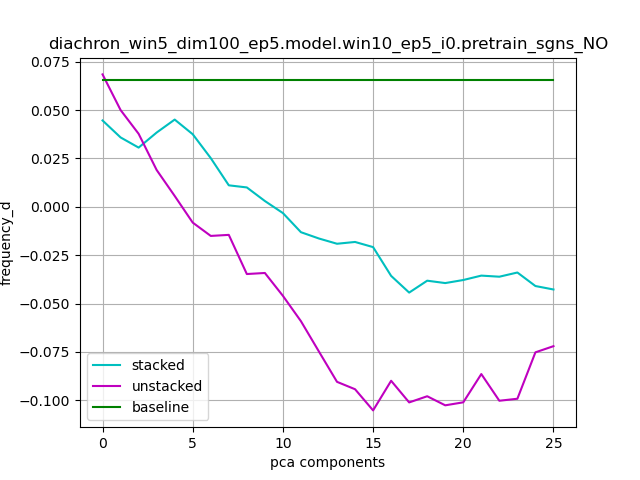 diachron_win5_dim100_ep5.model.win10_ep5_i0.pretrain_sgns_NO
0.075
0.050
0.025
0.000
−0.025
−0.050
−0.075
−0.100
frequency_d
stacked
unstacked
baseline
0 5 10 15 20 25
pca components